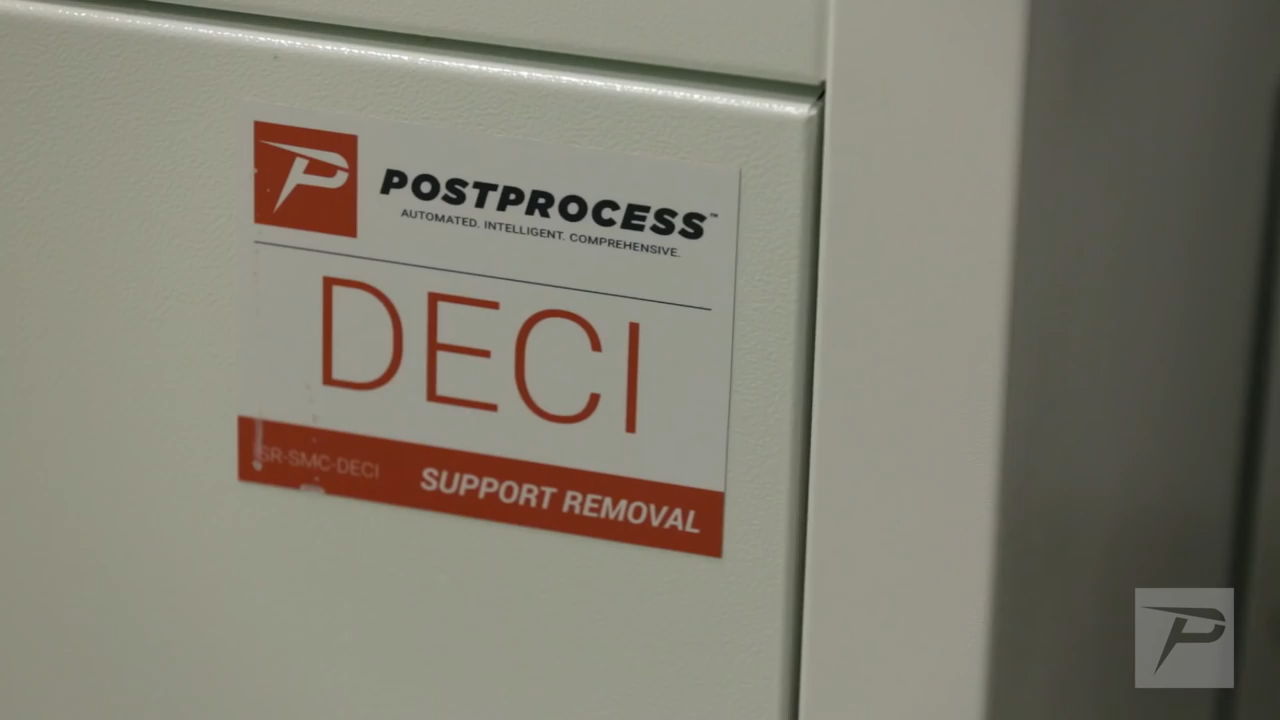 POSTPROCESS™
AUTOMATED. INTELLIGENT. COMPREHENSIVE.
DECI
SR-SMC-DECI
SUPPORT REMOVAL